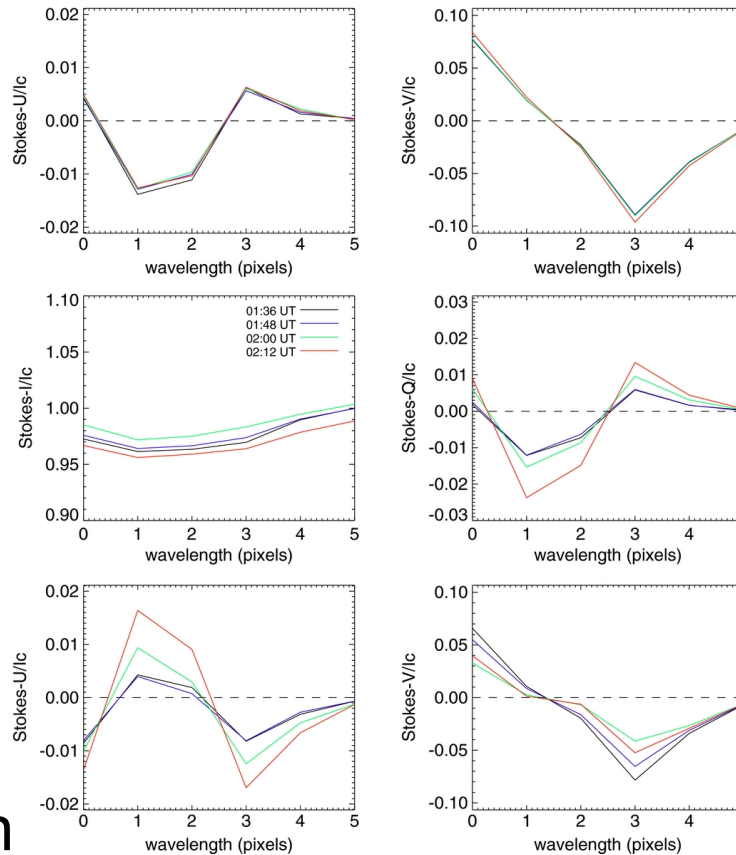 0.02
0.01
0.00
-0.01
-0.02
Stokes-U/Ic
0 1 2 3 4 5
wavelength (pixels)
0.10
0.05
0.00
-0.05
-0.10
Stokes-V/Ic
0 1 2 3 4
wavelength (pixels)
1.10
1.05
1.00
0.95
0.90
Stokes-I/Ic
01:36 UT
01:48 UT
02:00 UT
02:12 UT
0 1 2 3 4 5
wavelength (pixels)
0.03
0.02
0.01
0.00
-0.01
-0.02
-0.03
Stokes-Q/Ic
0 1 2 3 4
wavelength (pixels)
0.02
0.01
0.00
-0.01
-0.02
Stokes-U/Ic
0 1 2 3 4 5
wavelength (pixels)
0.10
0.05
0.00
-0.05
-0.10
Stokes-V/Ic
0 1 2 3 4
wavelength (pixels)
n